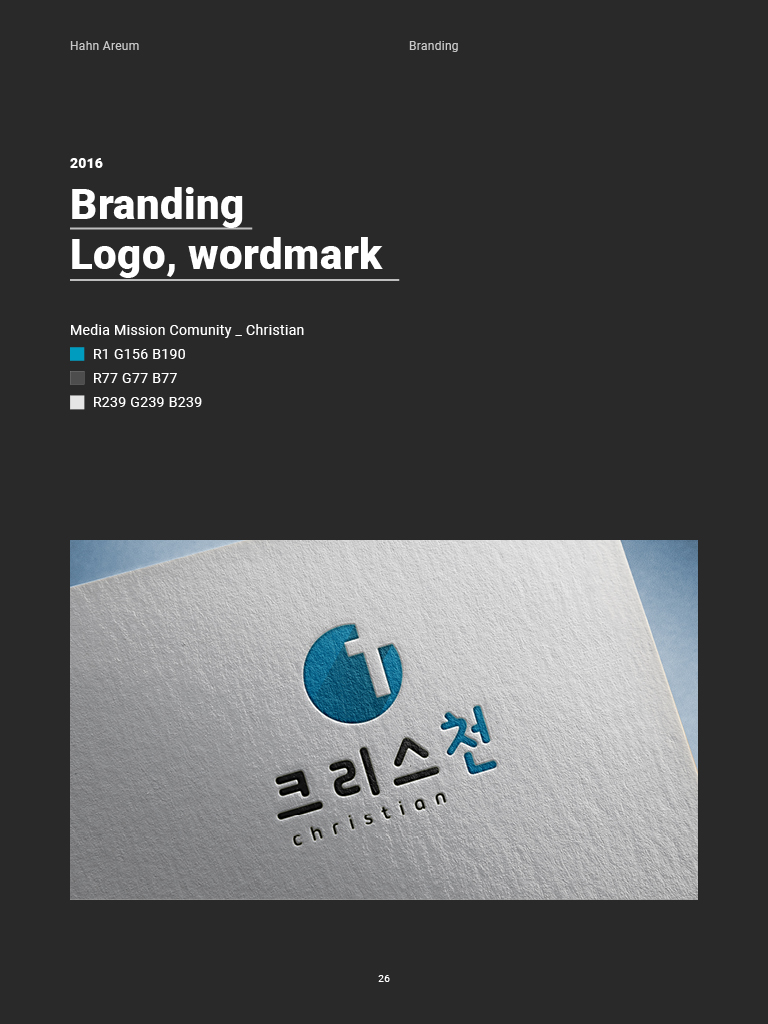 Hahn Areum
Branding
2016
Branding
Logo, wordmark
Media Mission Comunity _ Christian
R1 G156 B190
R77 G77 B77
R239 G239 B239
크리스천
christian
26